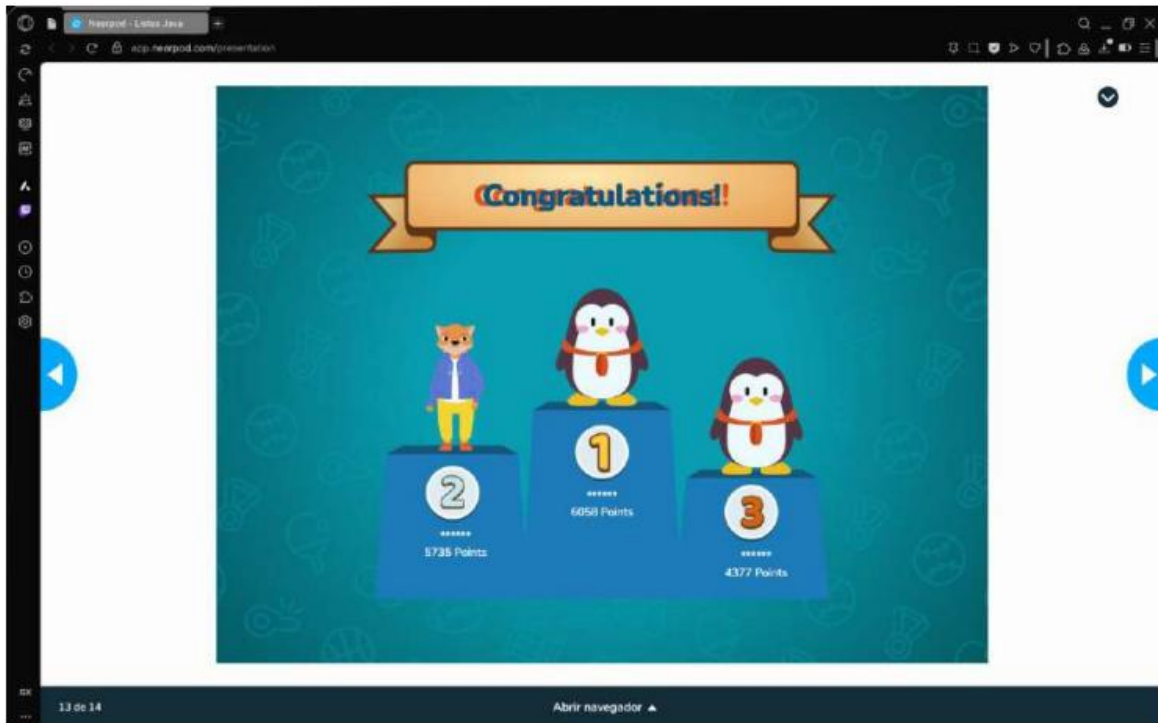 Nearpod - Listas Java
app.nearpod.com/presentation
Congratulations!!
1
******
6058 Points
2
******
5735 Points
3
******
4377 Points
GX
13 de 14
Abrir navegador